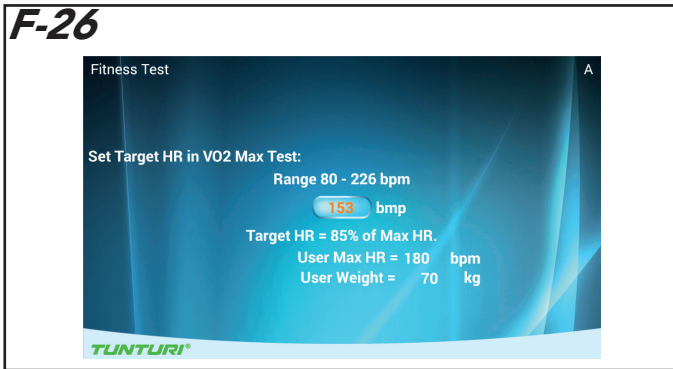 F-26
Fitness Test A
Set Target HR in VO2 Max Test:
Range 80 - 226 bpm
153 bmp
Target HR = 85% of Max HR.
User Max HR = 180 bpm
User Weight = 70 kg
TUNTURI®